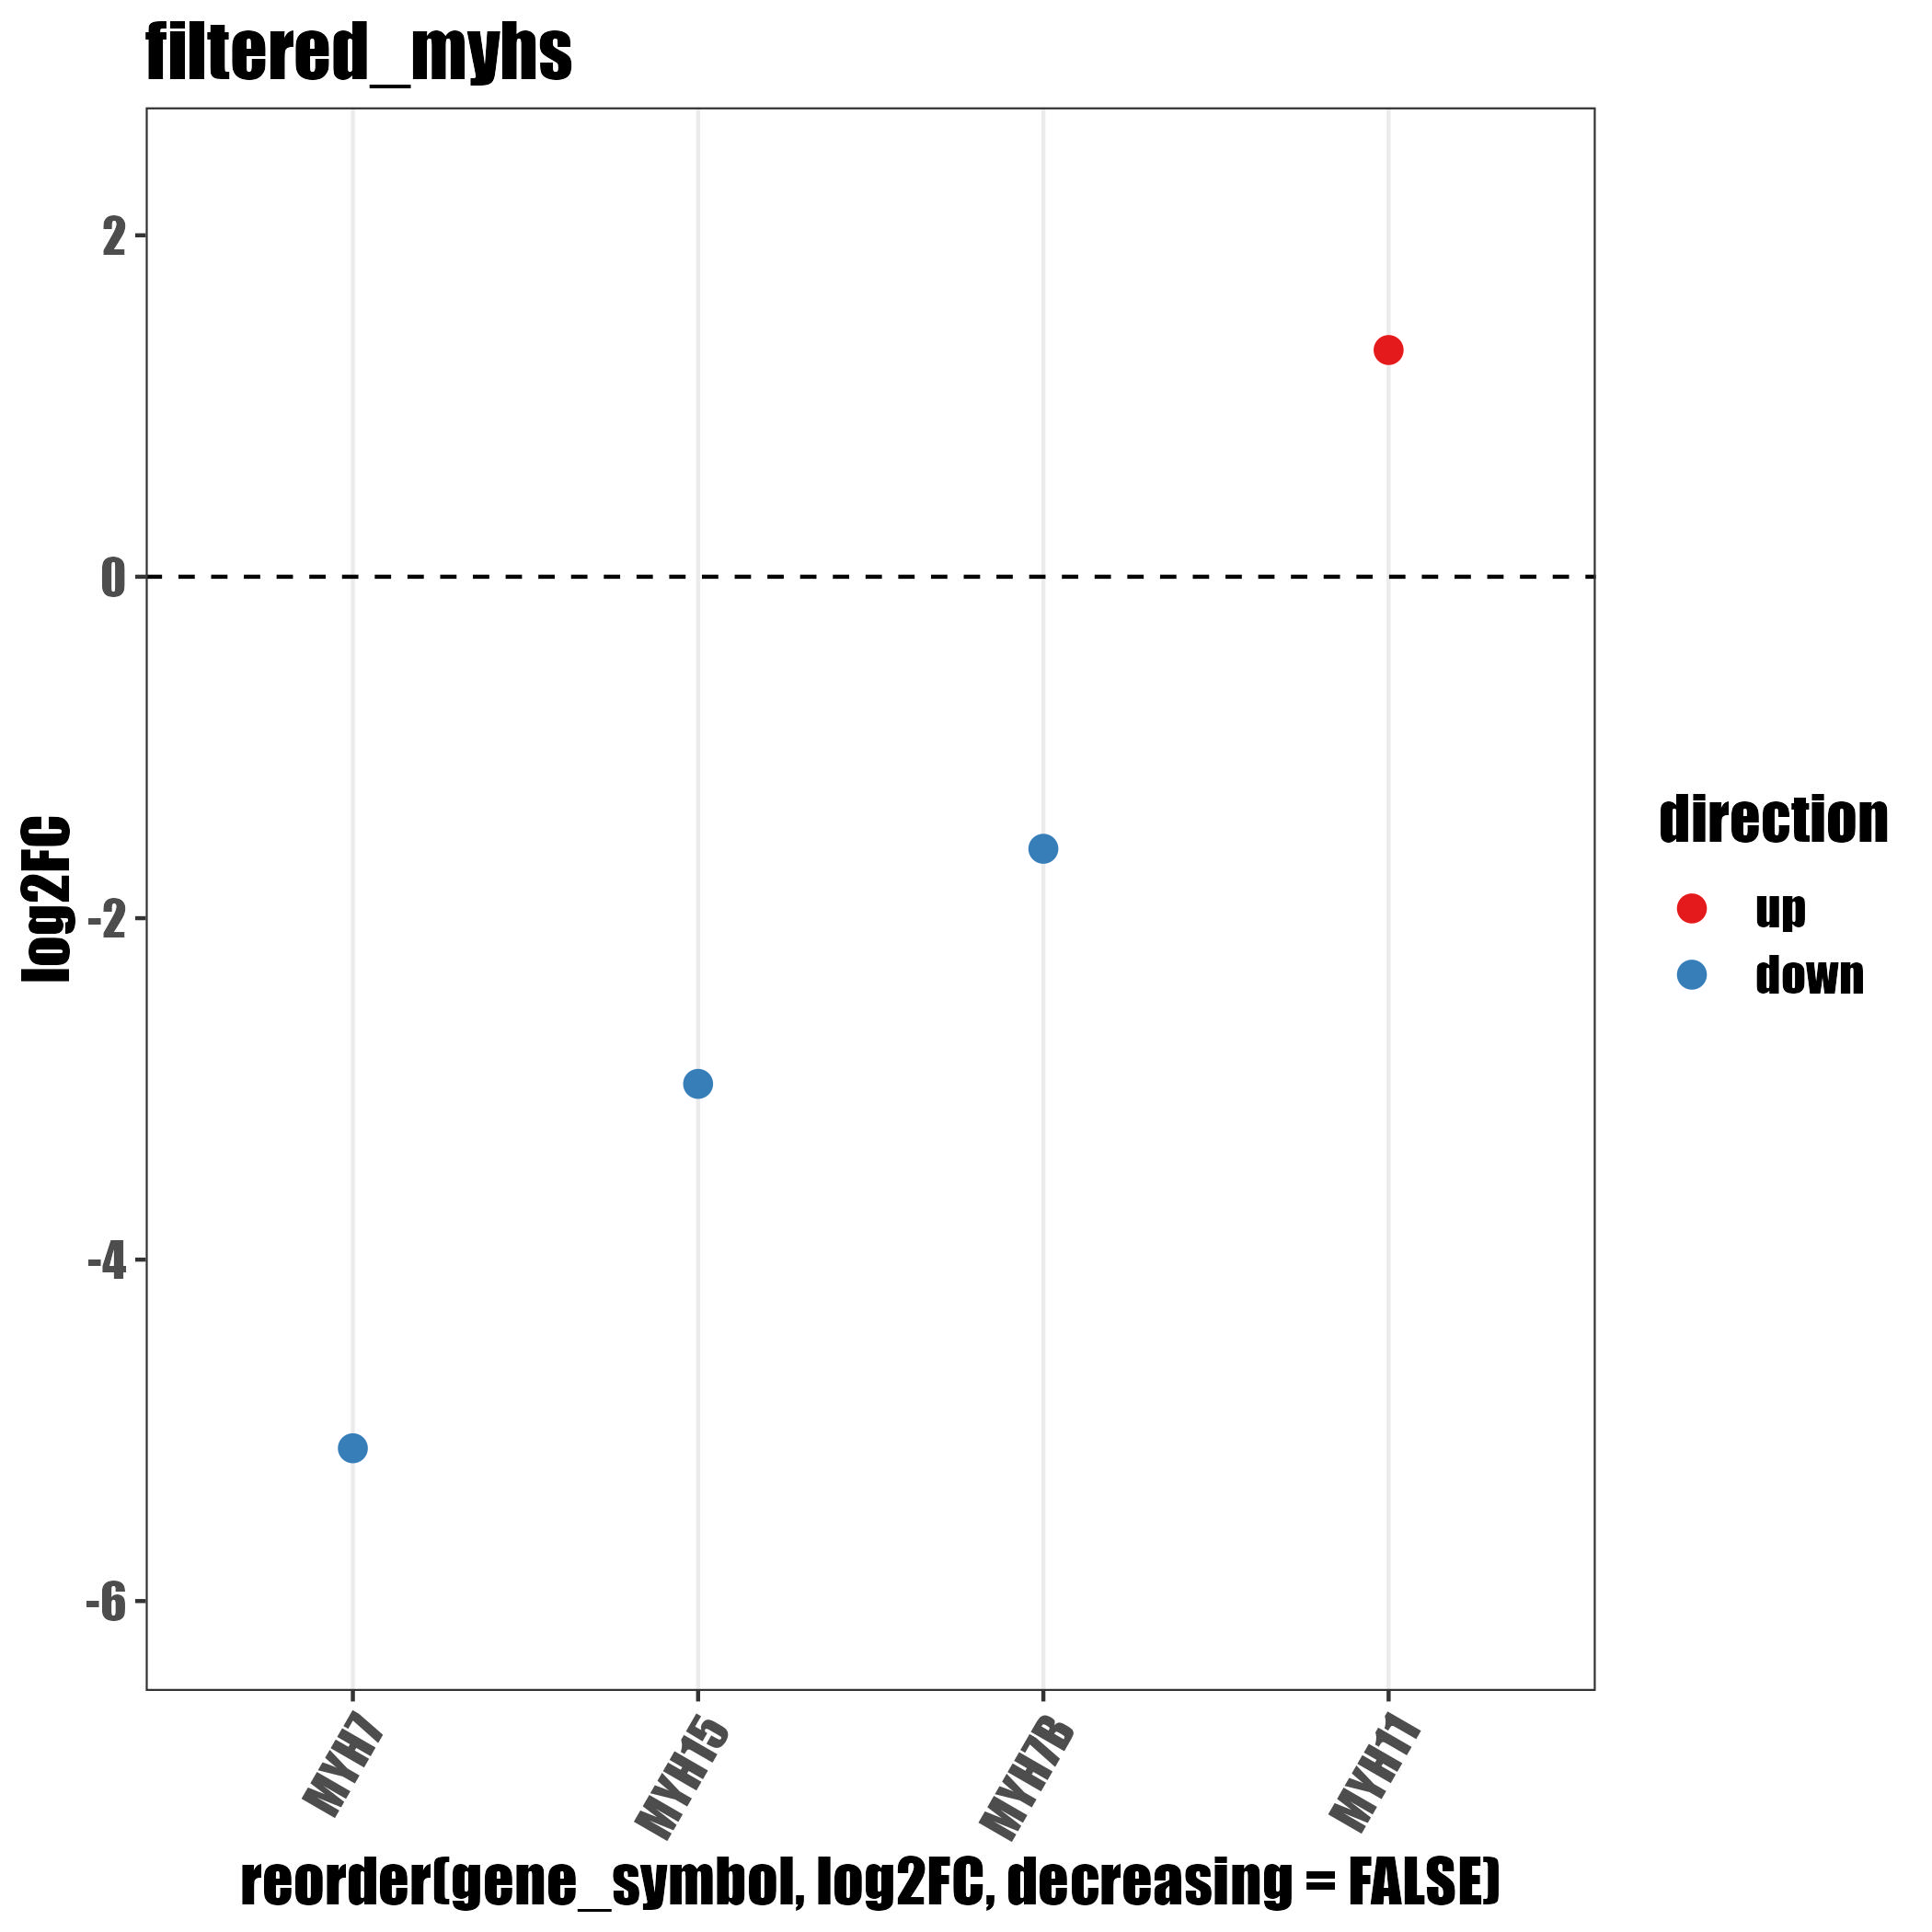 filtered_myhs
2
0
-2
-4
-6
log2FC
MYH7
MYH15
MYH7B
MYH11
reorder(gene_symbol, log2FC, decreasing = FALSE)
direction
up
down